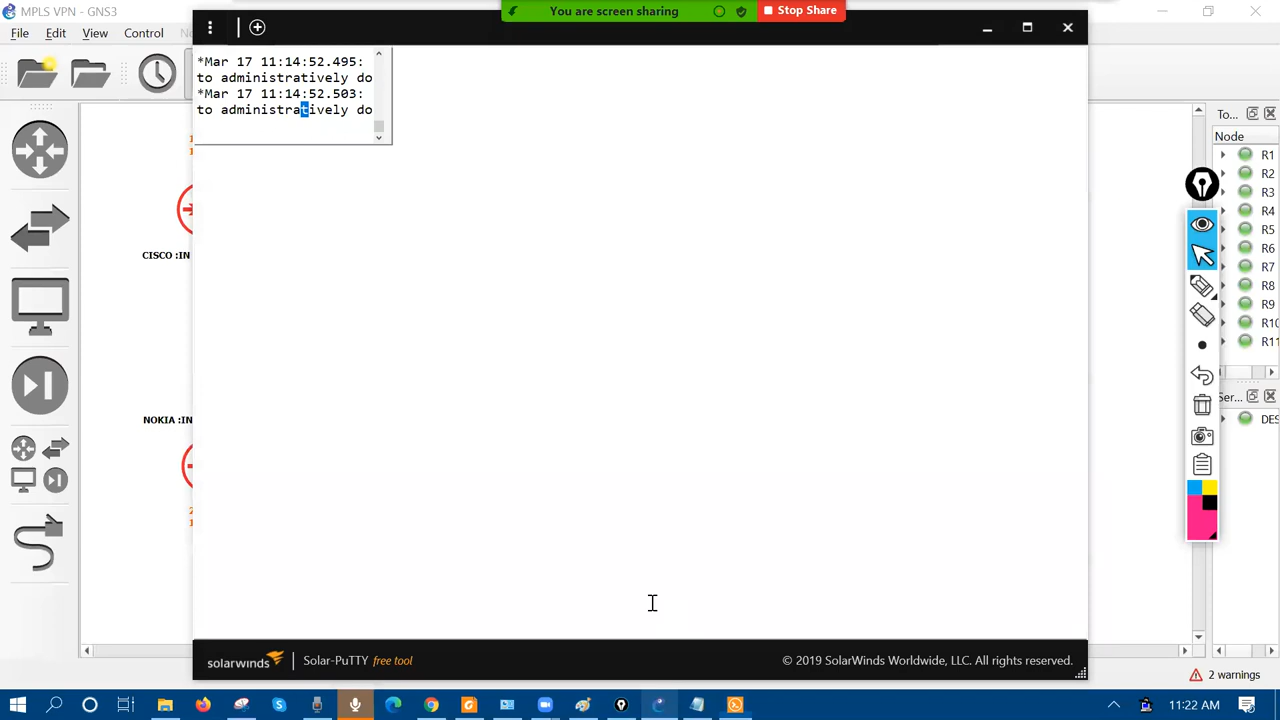 MPLS VPN - GNS3
You are screen sharing
Stop Share
File Edit View Control
*Mar 17 11:14:52.495:
to administratively do
*Mar 17 11:14:52.503:
to administratively do
To...
Node
R1
R2
R3
R4
R5
R6
R7
R8
R9
R10
R11
CISCO :IN
NOKIA :IN
Ser...
DES
solarwinds
Solar-PuTTY free tool
© 2019 SolarWinds Worldwide, LLC. All rights reserved.
2 warnings
11:22 AM